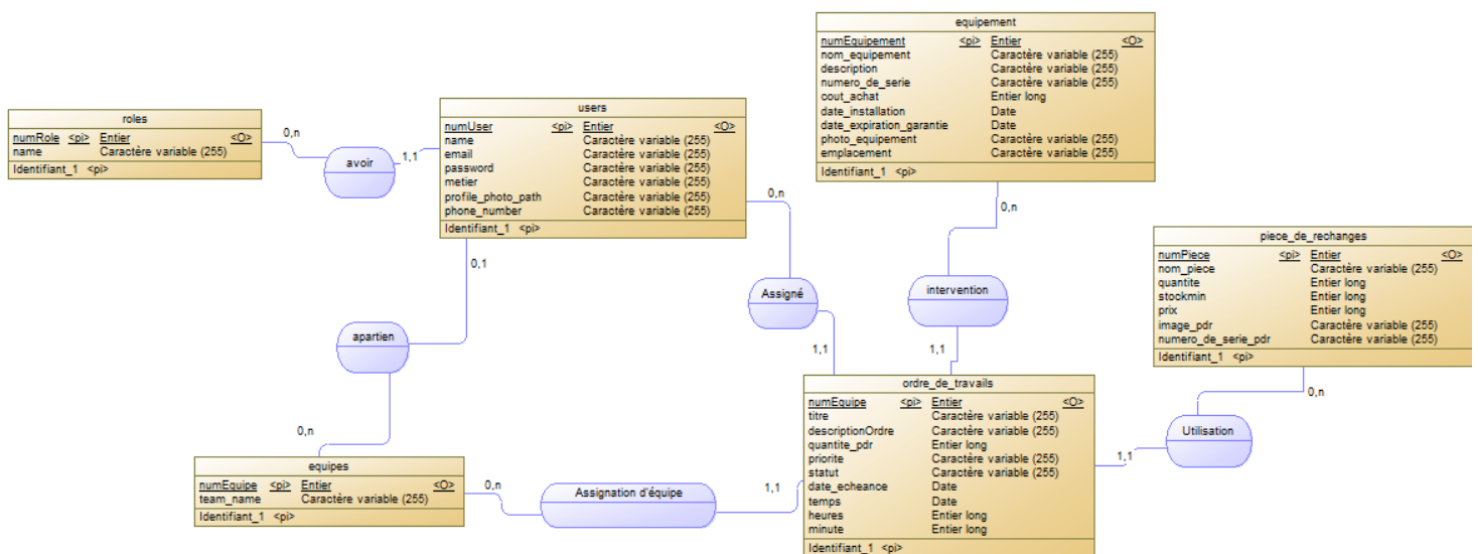 equipement
numEquipement <pi> Entier <O>
nom_equipement Caractère variable (255)
description Caractère variable (255)
numero_de_serie Caractère variable (255)
cout_achat Entier long
date_installation Date
date_expiration_garantie Date
photo_equipement Caractère variable (255)
emplacement Caractère variable (255)
Identifiant_1 <pi>
roles
numRole <pi> Entier <O>
name Caractère variable (255)
Identifiant_1 <pi>
0,n
avoir
1,1
users
numUser <pi> Entier <O>
name Caractère variable (255)
email Caractère variable (255)
password Caractère variable (255)
metier Caractère variable (255)
profile_photo_path Caractère variable (255)
phone_number Caractère variable (255)
Identifiant_1 <pi>
0,n
0,n
0,1
piece_de_rechanges
numPiece <pi> Entier <O>
nom_piece Caractère variable (255)
quantite Entier long
stockmin Entier long
prix Entier long
image_pdr Caractère variable (255)
numero_de_serie_pdr Caractère variable (255)
Identifiant_1 <pi>
Assigné
intervention
apartien
1,1
1,1
0,n
ordre_de_travails
numEquipe <pi> Entier <O>
titre Caractère variable (255)
descriptionOrdre Caractère variable (255)
quantite_pdr Entier long
priorite Caractère variable (255)
statut Caractère variable (255)
date_echeance Date
temps Date
heures Entier long
minute Entier long
Identifiant_1 <pi>
Utilisation
1,1
0,n
equipes
numEquipe <pi> Entier <O>
team_name Caractère variable (255)
Identifiant_1 <pi>
0,n
Assignation d'équipe
1,1